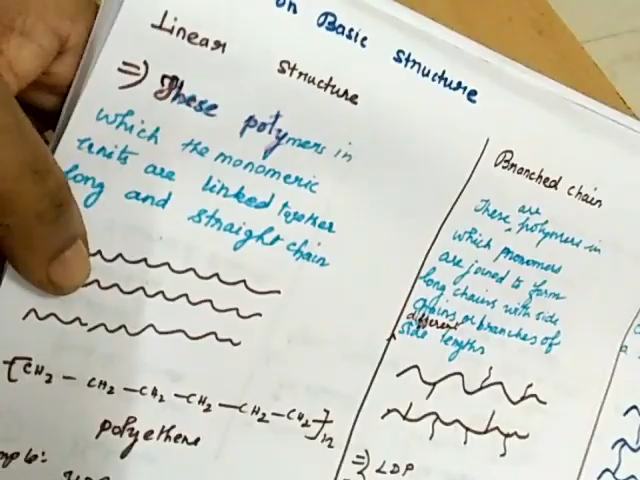 on Basic Structure
Linear Structure
=> These polymers in
which the monomeric
units are linked together
long and straight chain
[CH2 - CH2 - CH2 - CH2 - CH2 - CH2]n
polyethene
Branched chain
are
These ^ polymers in
which monomers
are joined to form
long chains with side
chains or branches of
different
side lengths
=> LDP